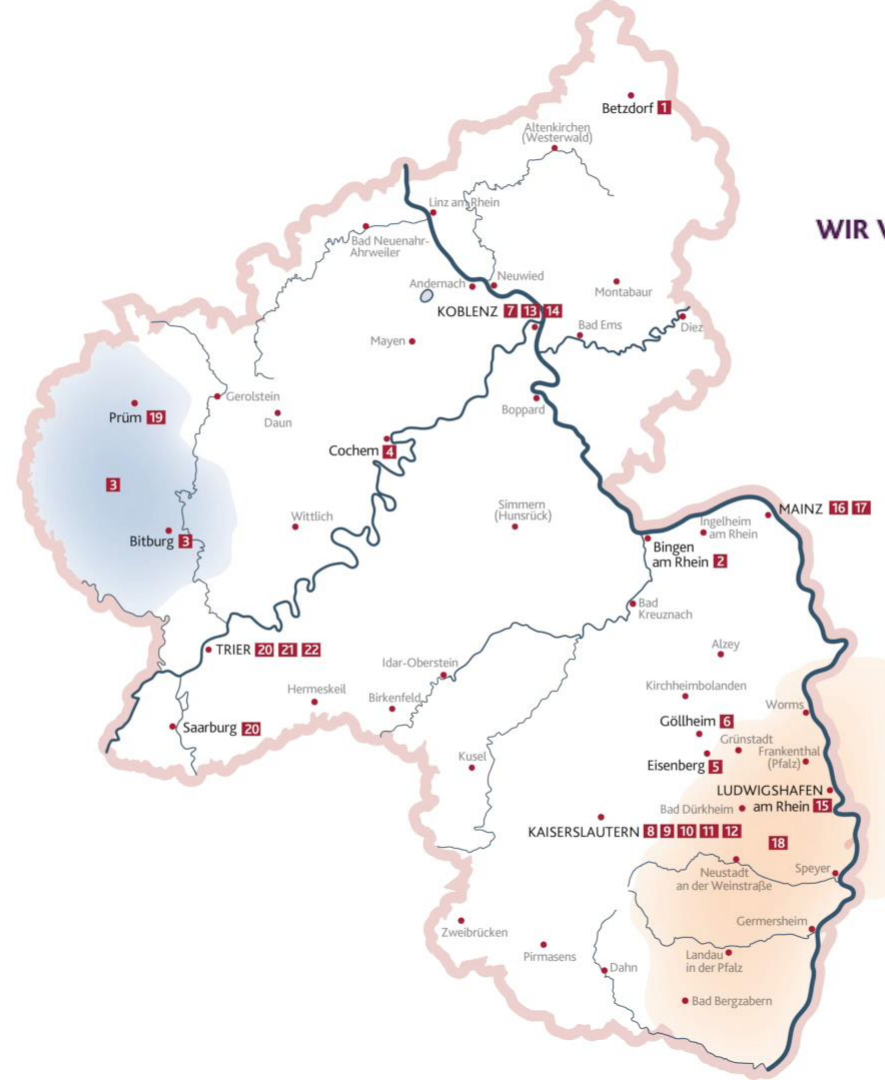 Betzdorf 1
Altenkirchen
(Westerwald)
Linz am Rhein
WIR V
Bad Neuenahr-
Ahrweiler
Andernach
Neuwied
Montabaur
KOBLENZ 7 13 14
Bad Ems
Diez
Mayen
Gerolstein
Prüm 19
Daun
Boppard
Cochem 4
3
Wittlich
Simmern
(Hunsrück)
MAINZ 16 17
Ingelheim
am Rhein
Bitburg 3
Bingen
am Rhein 2
Bad
Kreuznach
TRIER 20 21 22
Alzey
Idar-Oberstein
Hermeskeil
Birkenfeld
Kirchheimbolanden
Worms
Saarburg 20
Göllheim 6
Grünstadt
Frankenthal
(Pfalz)
Kusel
Eisenberg 5
LUDWIGSHAFEN
am Rhein 15
Bad Dürkheim
KAISERSLAUTERN 8 9 10 11 12
18
Neustadt
an der Weinstraße
Speyer
Zweibrücken
Germersheim
Pirmasens
Landau
in der Pfalz
Dahn
Bad Bergzabern